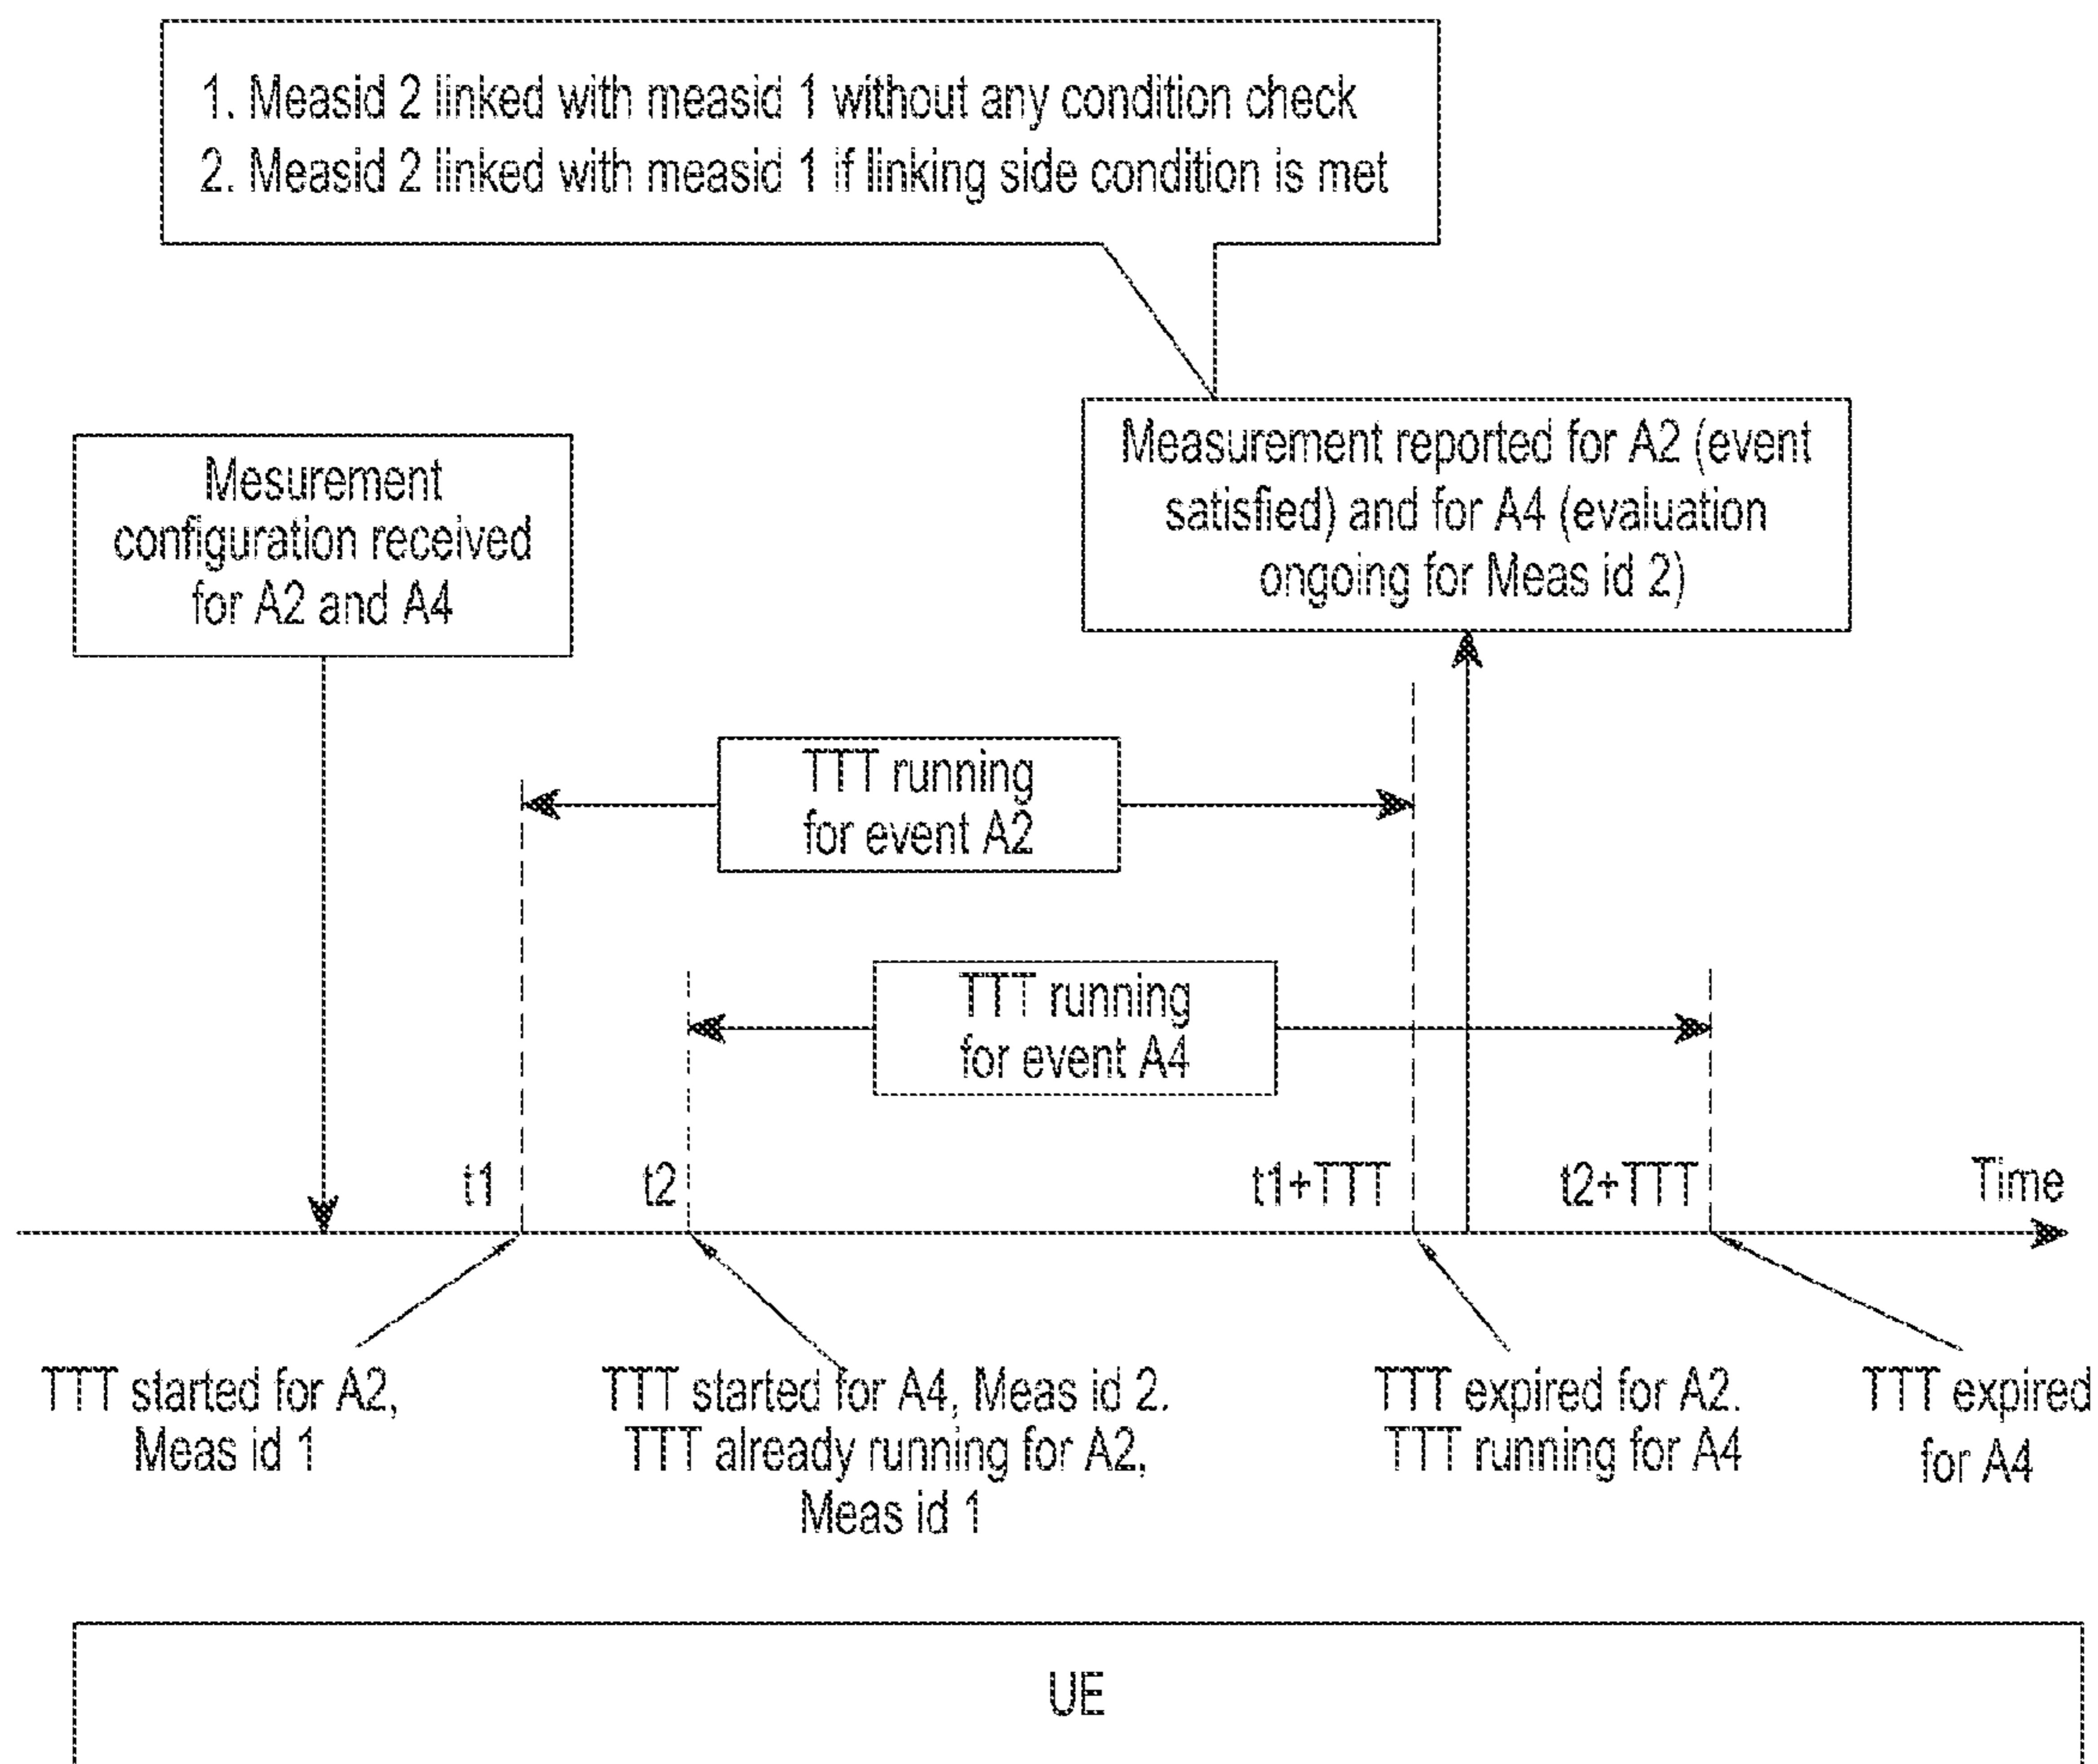 1. Measid 2 linked with measid 1 without any condition check
2. Measid 2 linked with measid 1 if linking side condition is met
Mesurement
configuration received
for A2 and A4
Measurement reported for A2 (event
satisfied) and for A4 (evaluation
ongoing for Meas id 2)
TTT running
for event A2
TTT running
for event A4
t1
t2
t1+TTT
t2+TTT
Time
TTT started for A2,
Meas id 1
TTT started for A4, Meas id 2.
TTT already running for A2,
Meas id 1
TTT expired for A2.
TTT running for A4
TTT expired
for A4
UE